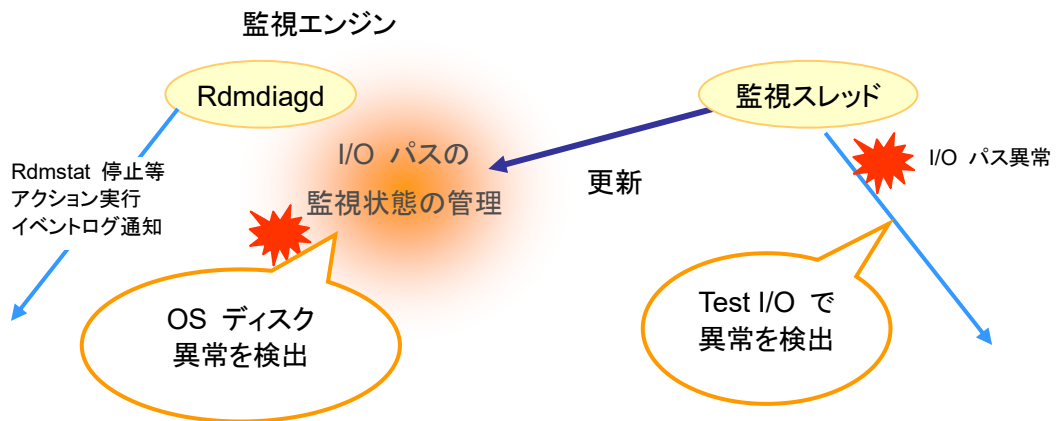 監視エンジン
Rdmdiagd
監視スレッド
I/O パスの
監視状態の管理
更新
I/O パス異常
Rdmstat 停止等
アクション実行
イベントログ通知
OS ディスク
異常を検出
Test I/O で
異常を検出